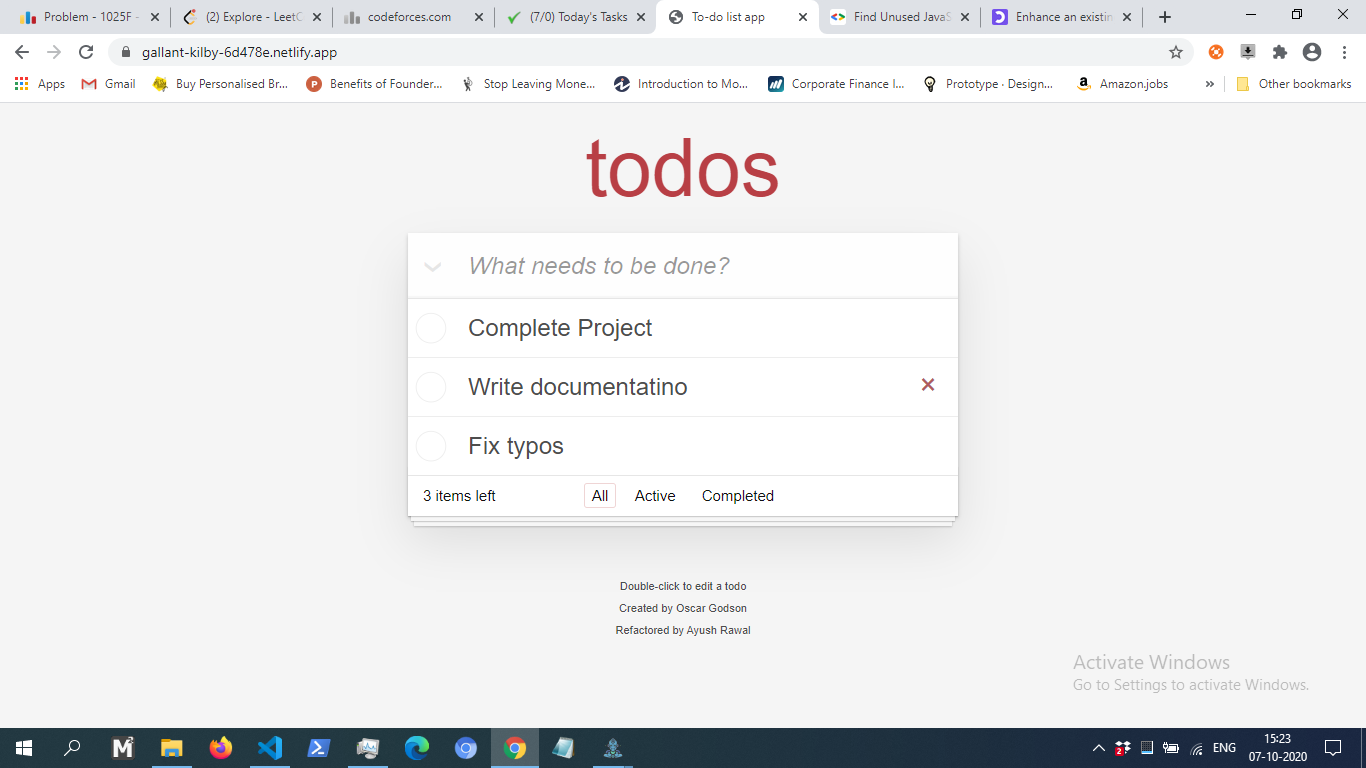 Problem - 1025F -
(2) Explore - LeetC
codeforces.com
(7/0) Today's Tasks
To-do list app
Find Unused JavaS
Enhance an existin
gallant-kilby-6d478e.netlify.app
Apps
Gmail
Buy Personalised Br...
Benefits of Founder...
Stop Leaving Mone...
Introduction to Mo...
Corporate Finance I...
Prototype · Design...
Amazon.jobs
»
Other bookmarks
todos
What needs to be done?
Complete Project
Write documentatino
Fix typos
3 items left
All
Active
Completed
Double-click to edit a todo
Created by Oscar Godson
Refactored by Ayush Rawal
Activate Windows
Go to Settings to activate Windows.
ENG
15:23
07-10-2020